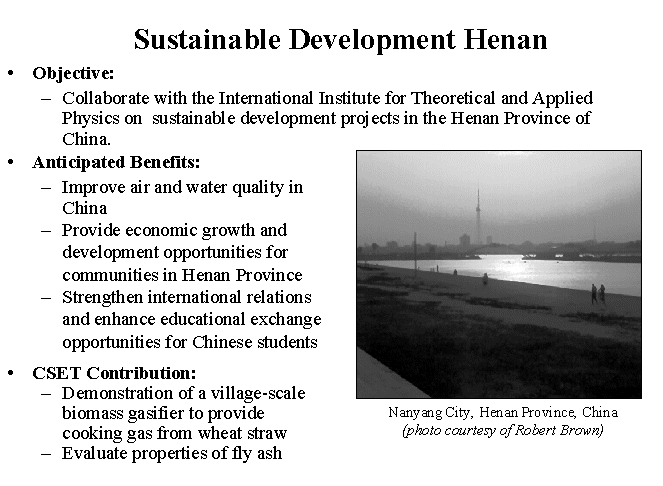 Sustainable Development Henan
• Objective:
– Collaborate with the International Institute for Theoretical and Applied
Physics on sustainable development projects in the Henan Province of
China.
• Anticipated Benefits:
– Improve air and water quality in
China
– Provide economic growth and
development opportunities for
communities in Henan Province
– Strengthen international relations
and enhance educational exchange
opportunities for Chinese students
• CSET Contribution:
– Demonstration of a village-scale
biomass gasifier to provide
cooking gas from wheat straw
– Evaluate properties of fly ash
Nanyang City, Henan Province, China
(photo courtesy of Robert Brown)